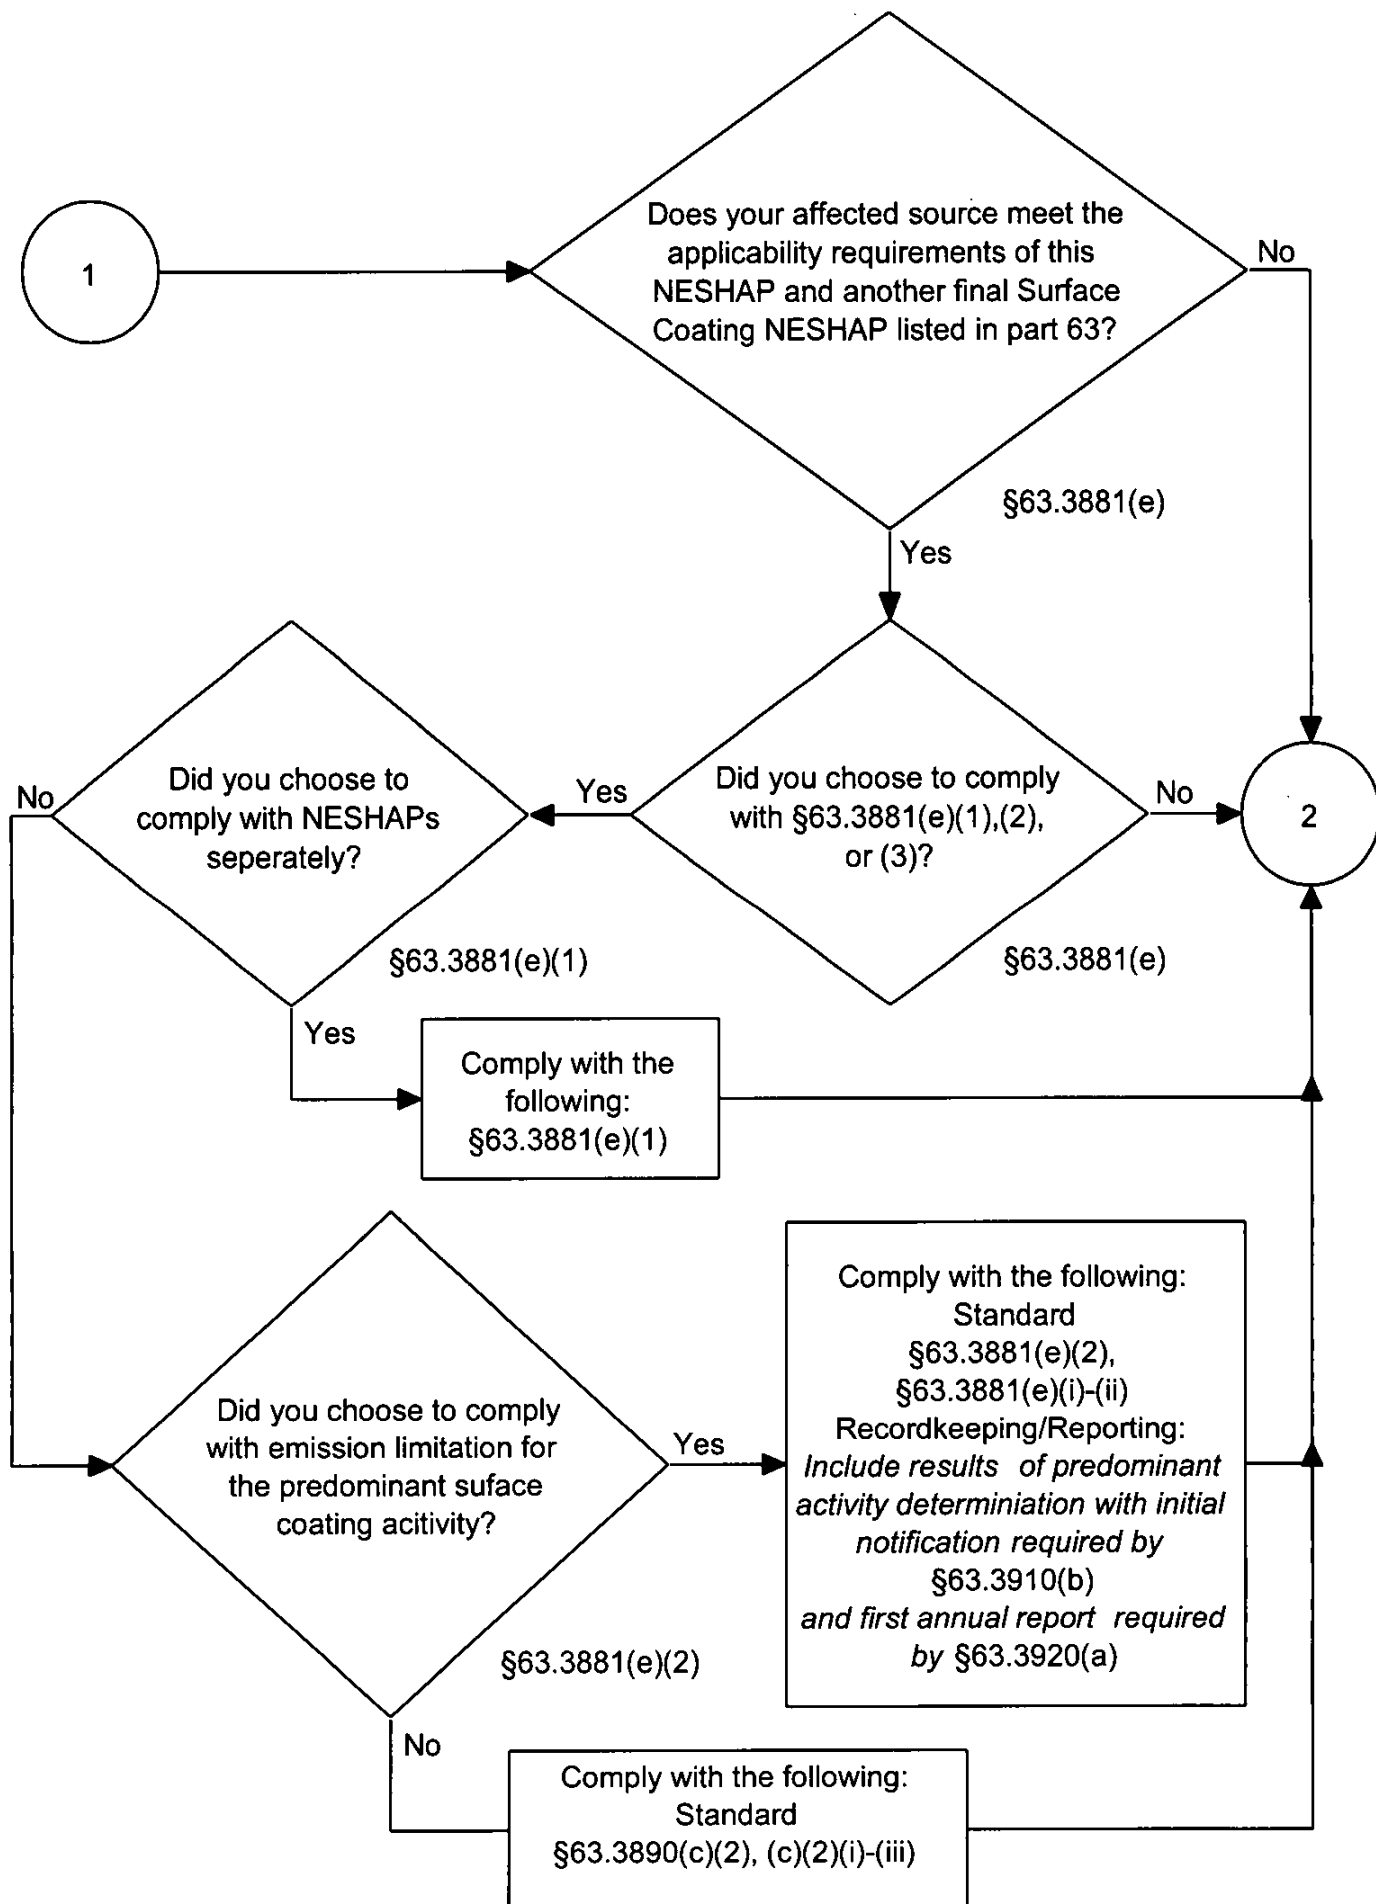 1
Does your affected source meet the
applicability requirements of this
NESHAP and another final Surface
Coating NESHAP listed in part 63?
No
§63.3881(e)
Yes
Did you choose to
comply with NESHAPs
seperately?
No
Yes
Did you choose to comply
with §63.3881(e)(1),(2),
or (3)?
No
2
§63.3881(e)(1)
§63.3881(e)
Yes
Comply with the
following:
§63.3881(e)(1)
Did you choose to comply
with emission limitation for
the predominant suface
coating acitivity?
Yes
§63.3881(e)(2)
No
Comply with the following:
Standard
§63.3881(e)(2),
§63.3881(e)(i)-(ii)
Recordkeeping/Reporting:
Include results of predominant
activity determiniation with initial
notification required by
§63.3910(b)
and first annual report required
by §63.3920(a)
Comply with the following:
Standard
§63.3890(c)(2), (c)(2)(i)-(iii)